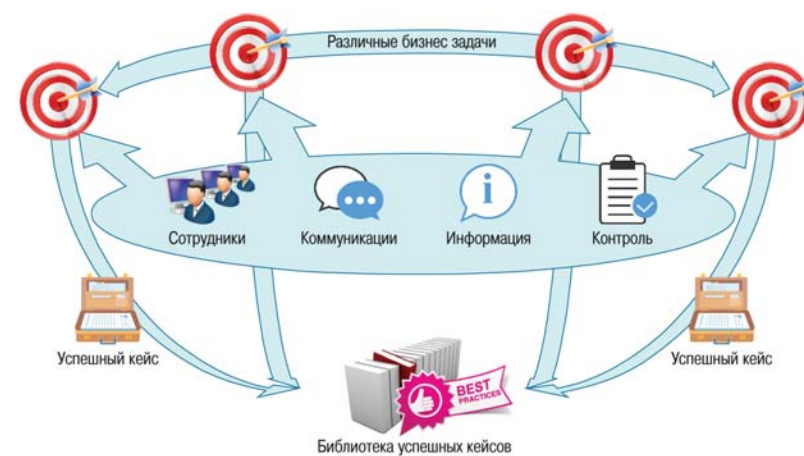 Различные бизнес задачи
Сотрудники
Коммуникации
i
Информация
Контроль
Успешный кейс
Успешный кейс
BEST
PRACTICES
Библиотека успешных кейсов